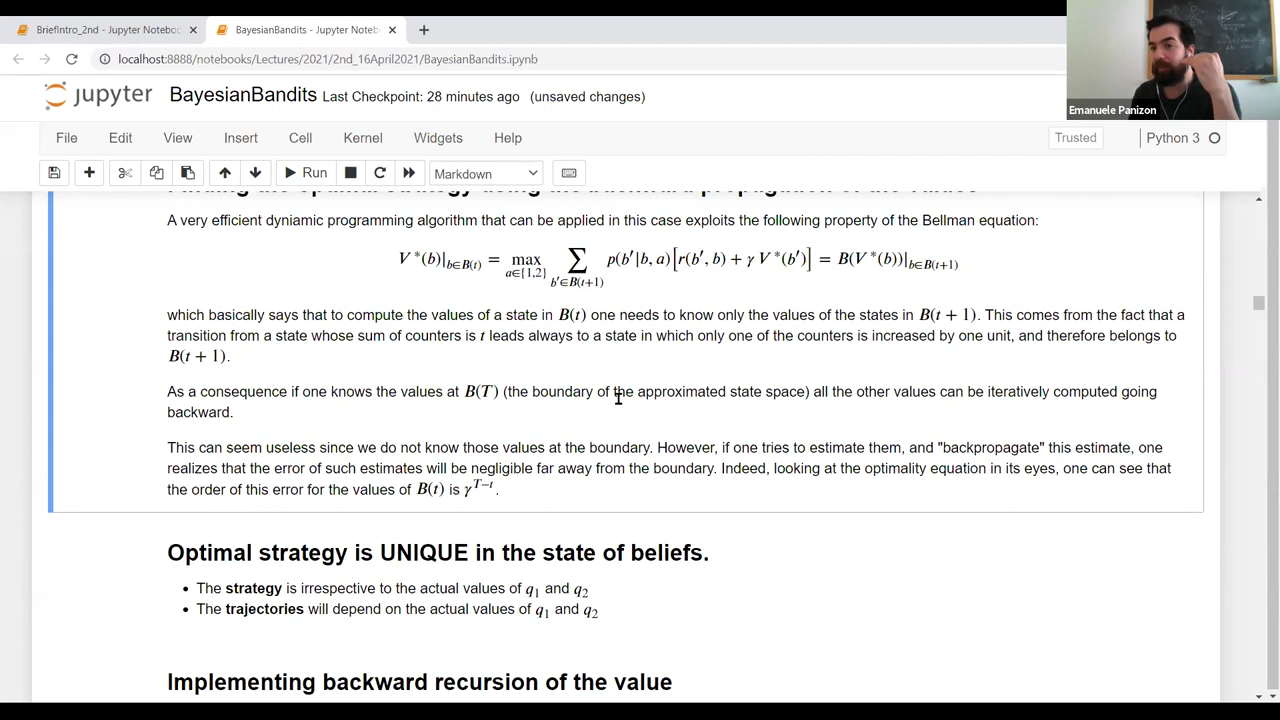 BriefIntro_2nd - Jupyter Noteboo
BayesianBandits - Jupyter Noteb
localhost:8888/notebooks/Lectures/2021/2nd_16April2021/BayesianBandits.ipynb
Emanuele Panizon
jupyter BayesianBandits Last Checkpoint: 28 minutes ago (unsaved changes)
File Edit View Insert Cell Kernel Widgets Help Trusted Python 3
Run Markdown
A very efficient dyniamic programming algorithm that can be applied in this case exploits the following property of the Bellman equation:
V*(b)|_{b∈B(t)} = max_{a∈{1,2}} ∑_{b'∈B(t+1)} p(b'|b, a)[r(b', b) + γ V*(b')] = B(V*(b))|_{b∈B(t+1)}
which basically says that to compute the values of a state in B(t) one needs to know only the values of the states in B(t + 1). This comes from the fact that a
transition from a state whose sum of counters is t leads always to a state in which only one of the counters is increased by one unit, and therefore belongs to
B(t + 1).
As a consequence if one knows the values at B(T) (the boundary of the approximated state space) all the other values can be iteratively computed going
backward.
This can seem useless since we do not know those values at the boundary. However, if one tries to estimate them, and "backpropagate" this estimate, one
realizes that the error of such estimates will be negligible far away from the boundary. Indeed, looking at the optimality equation in its eyes, one can see that
the order of this error for the values of B(t) is γ^{T−t}.
Optimal strategy is UNIQUE in the state of beliefs.
• The strategy is irrespective to the actual values of q₁ and q₂
• The trajectories will depend on the actual values of q₁ and q₂
Implementing backward recursion of the value